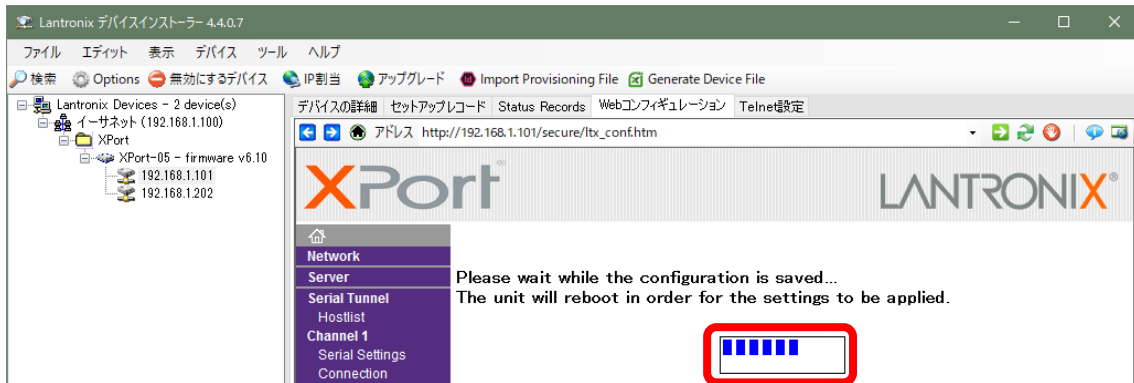 Lantronix デバイスインストーラー 4.4.0.7
ファイル エディット 表示 デバイス ツール ヘルプ
検索 Options 無効にするデバイス IP割当 アップグレード Import Provisioning File Generate Device File
Lantronix Devices - 2 device(s)
イーサネット (192.168.1.100)
XPort
XPort-05 - firmware v6.10
192.168.1.101
192.168.1.202
デバイスの詳細 セットアップレコード Status Records Webコンフィギュレーション Telnet設定
アドレス http://192.168.1.101/secure/ltx_conf.htm
XPort®
LANTRONIX®
Network
Server
Serial Tunnel
Hostlist
Channel 1
Serial Settings
Connection
Please wait while the configuration is saved...
The unit will reboot in order for the settings to be applied.